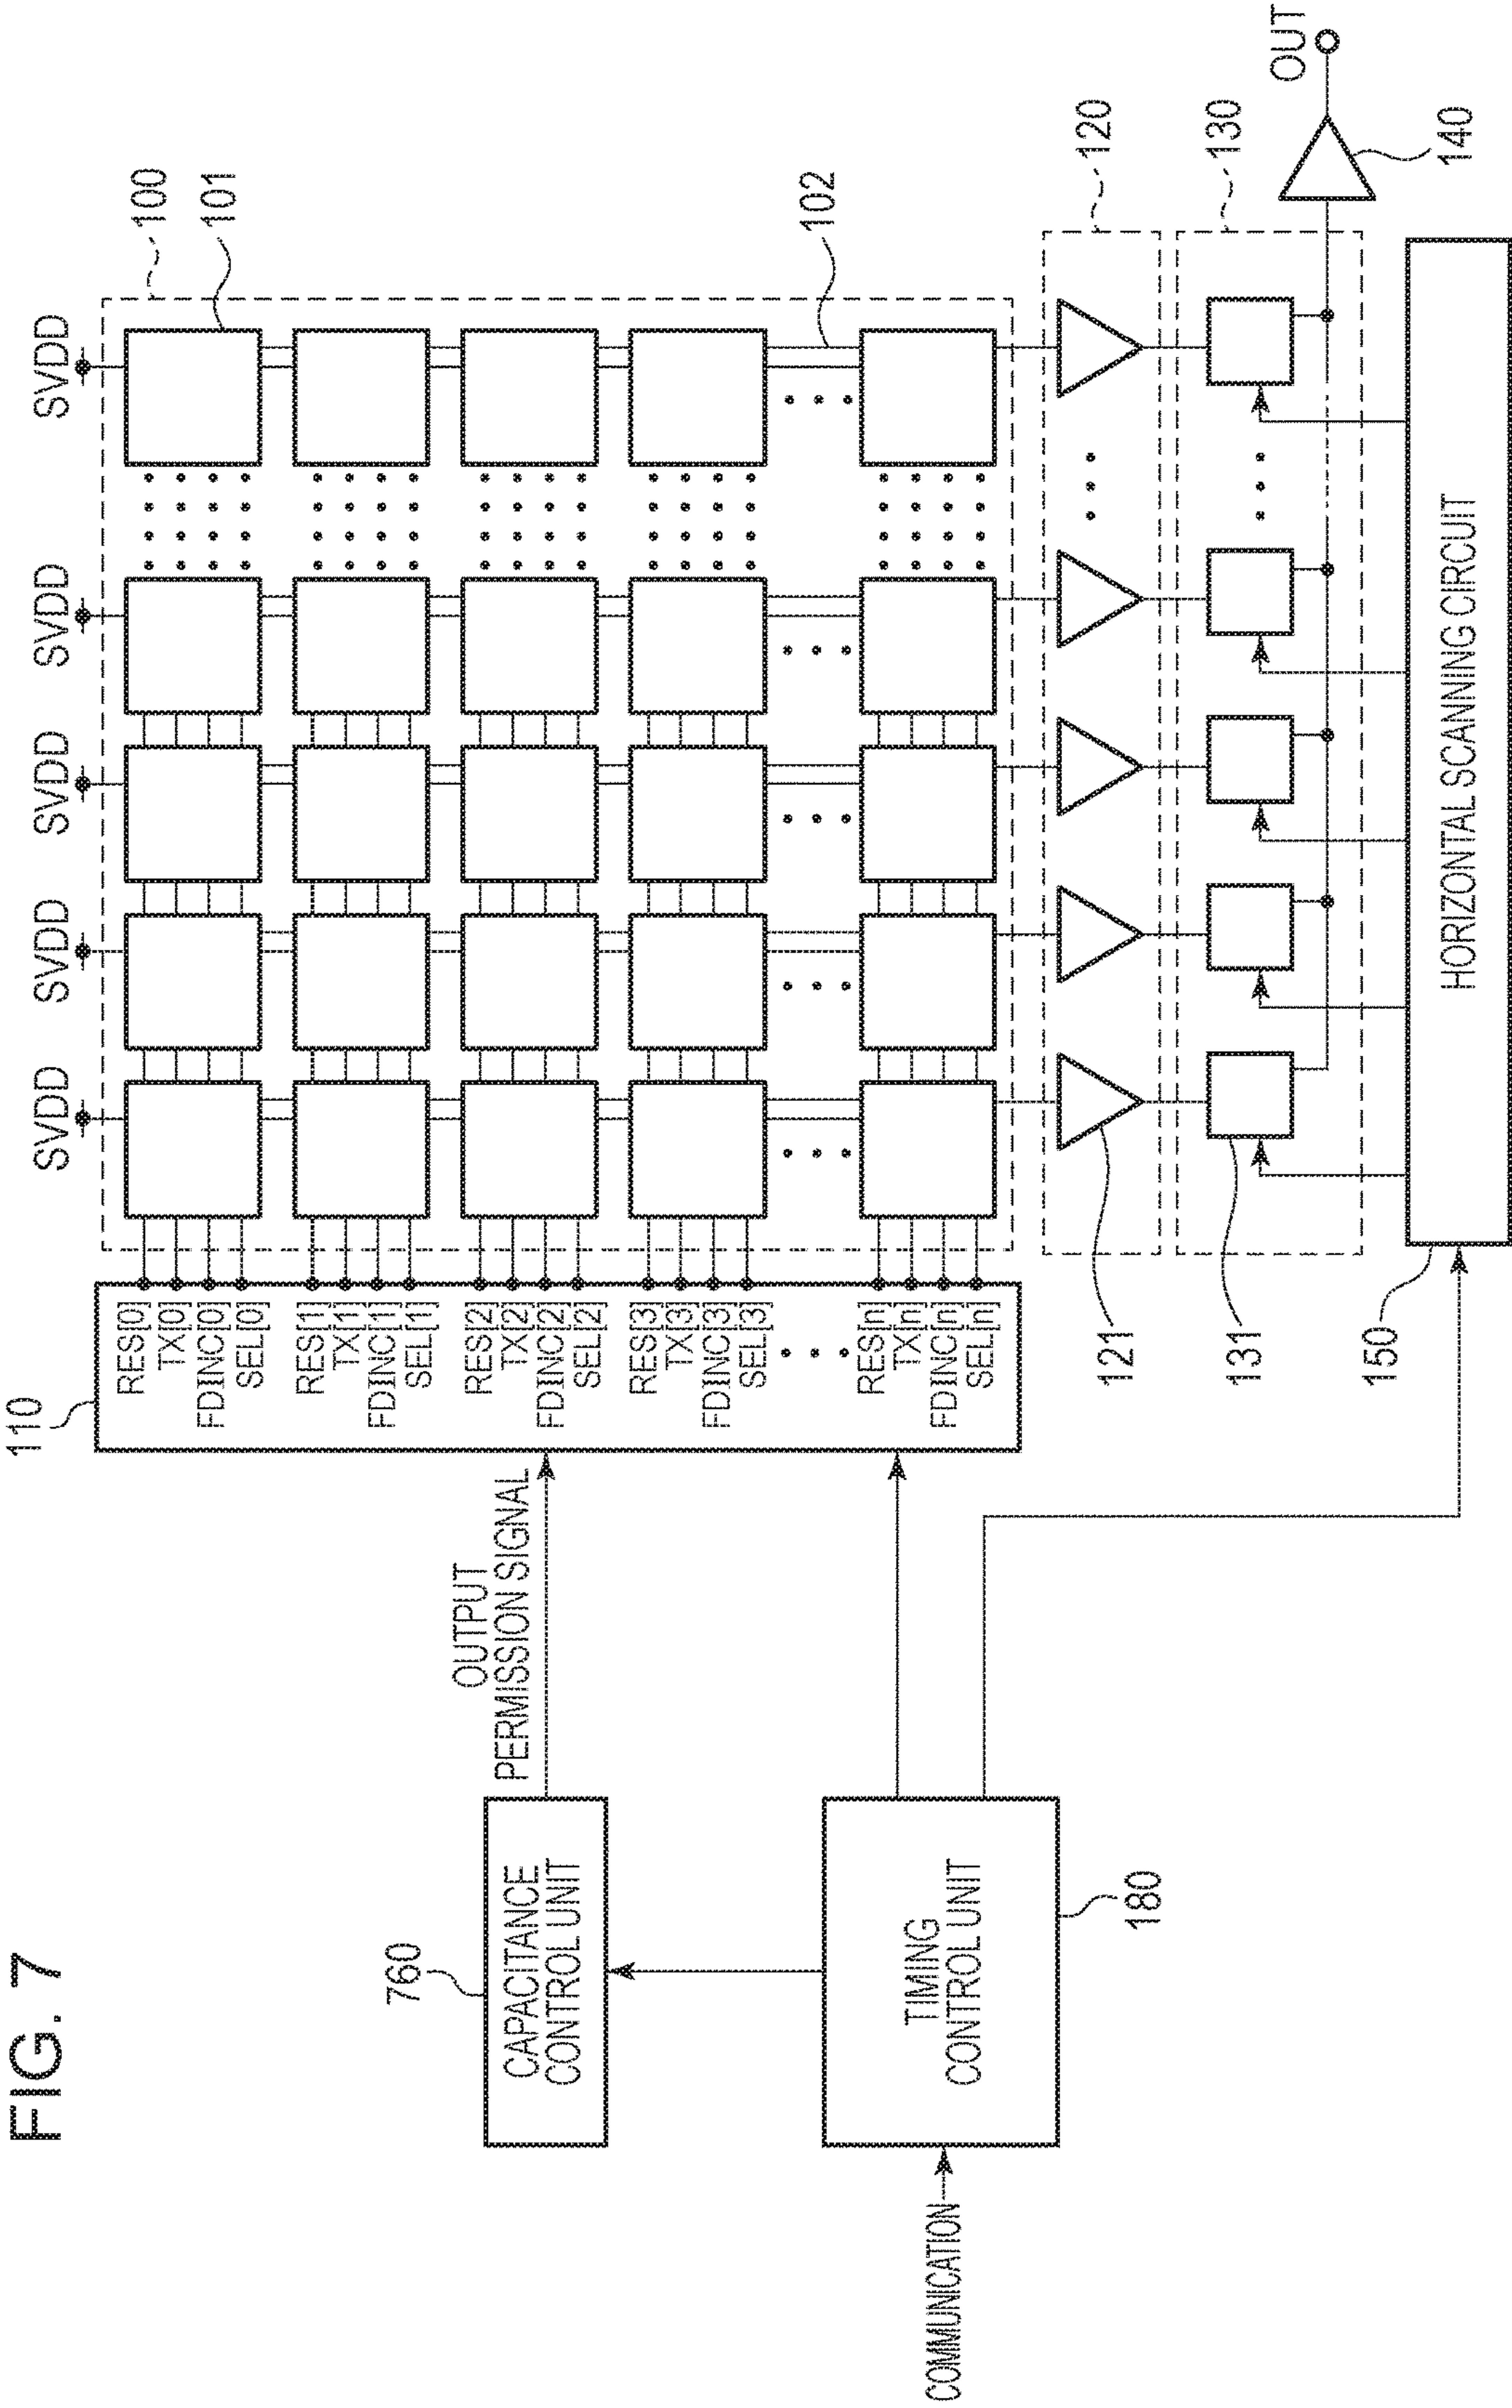 FIG. 7
SVDD
SVDD
SVDD
SVDD
SVDD
100
101
102
110
RES[0]
TX[0]
FDINC[0]
SEL[0]
RES[1]
TX[1]
FDINC[1]
SEL[1]
RES[2]
TX[2]
FDINC[2]
SEL[2]
RES[3]
TX[3]
FDINC[3]
SEL[3]
RES[n]
TX[n]
FDINC[n]
SEL[n]
OUTPUT
PERMISSION SIGNAL
760
CAPACITANCE
CONTROL UNIT
TIMING
CONTROL UNIT
180
COMMUNICATION
120
121
130
131
OUT
140
150
HORIZONTAL SCANNING CIRCUIT